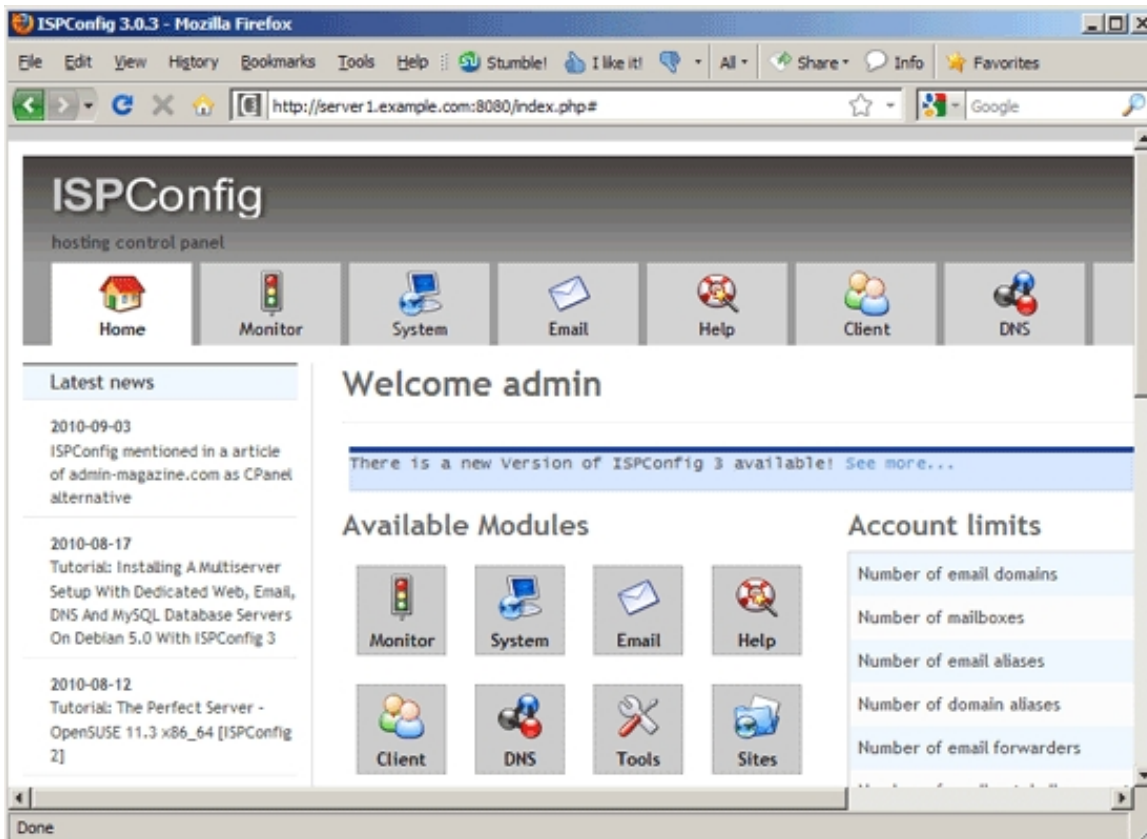 ISPConfig 3.0.3 - Mozilla Firefox
File Edit View History Bookmarks Tools Help Stumble! I like it! All Share Info Favorites
http://server1.example.com:8080/index.php# Google
ISPConfig
hosting control panel
Home Monitor System Email Help Client DNS
Latest news
2010-09-03
ISPConfig mentioned in a article
of admin-magazine.com as CPanel
alternative
2010-08-17
Tutorial: Installing A Multiserver
Setup With Dedicated Web, Email,
DNS And MySQL Database Servers
On Debian 5.0 With ISPConfig 3
2010-08-12
Tutorial: The Perfect Server -
OpenSUSE 11.3 x86_64 [ISPConfig
2]
Welcome admin
There is a new Version of ISPConfig 3 available! See more...
Available Modules
Monitor System Email Help
Client DNS Tools Sites
Account limits
Number of email domains
Number of mailboxes
Number of email aliases
Number of domain aliases
Number of email forwarders
Done